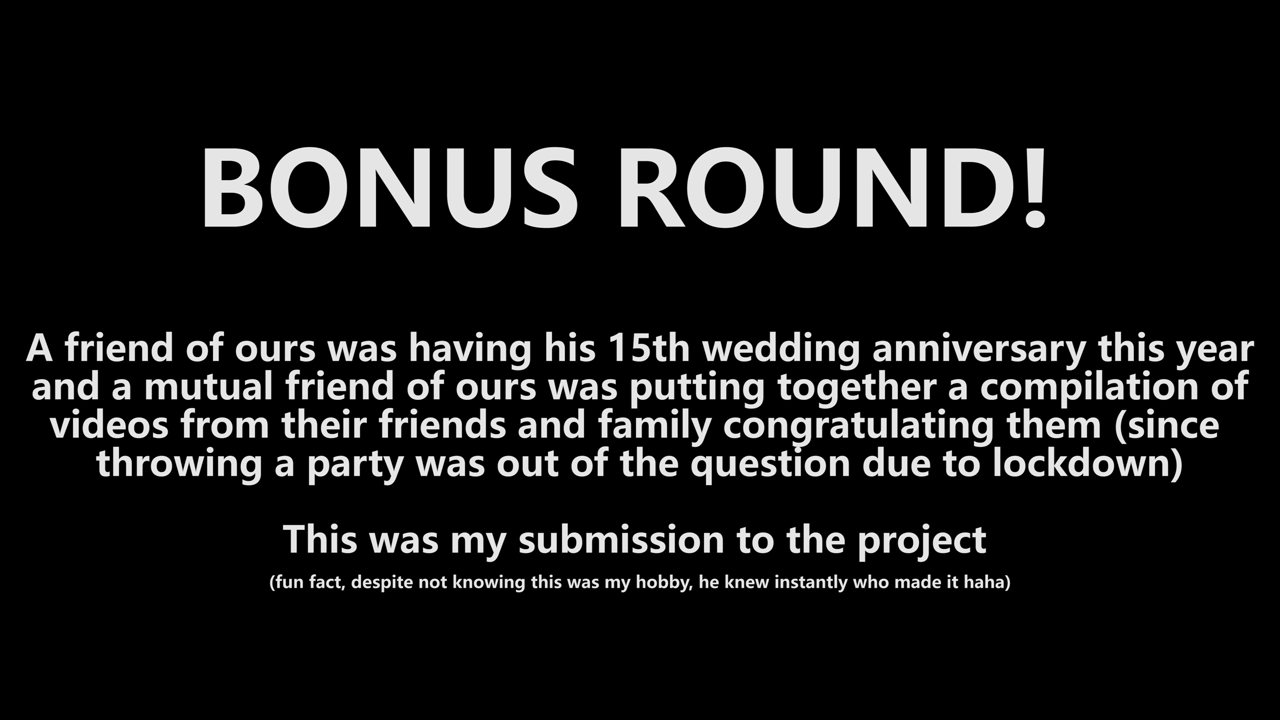 BONUS ROUND!
A friend of ours was having his 15th wedding anniversary this year
and a mutual friend of ours was putting together a compilation of
videos from their friends and family congratulating them (since
throwing a party was out of the question due to lockdown)
This was my submission to the project
(fun fact, despite not knowing this was my hobby, he knew instantly who made it haha)